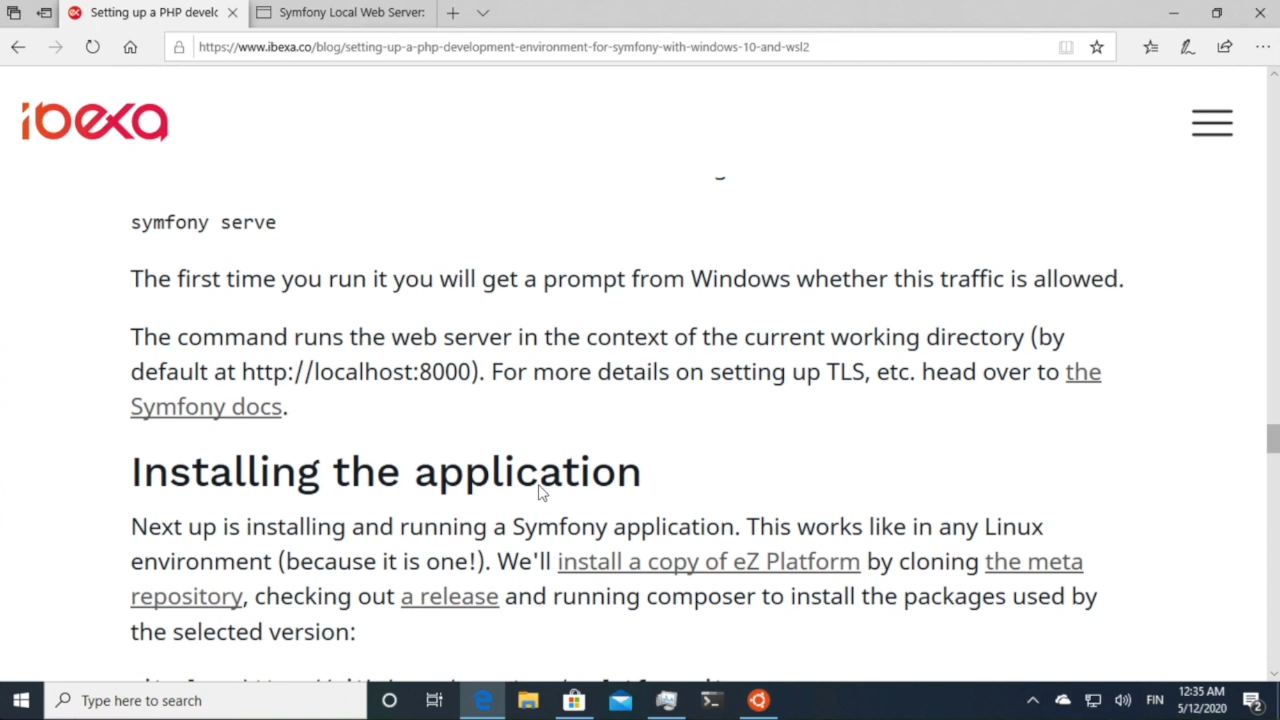 Setting up a PHP develo
Symfony Local Web Server:
https://www.ibexa.co/blog/setting-up-a-php-development-environment-for-symfony-with-windows-10-and-wsl2
ibexa
symfony serve
The first time you run it you will get a prompt from Windows whether this traffic is allowed.
The command runs the web server in the context of the current working directory (by
default at http://localhost:8000). For more details on setting up TLS, etc. head over to the
Symfony docs.
Installing the application
Next up is installing and running a Symfony application. This works like in any Linux
environment (because it is one!). We'll install a copy of eZ Platform by cloning the meta
repository, checking out a release and running composer to install the packages used by
the selected version:
Type here to search
FIN
12:35 AM
5/12/2020
2